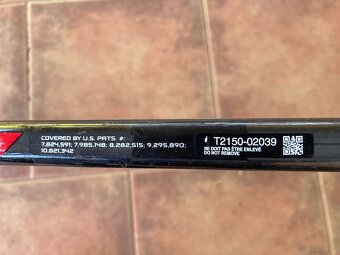 COVERED BY U.S. PATS. #:
7,824,591; 7,985,148; 8,282,515; 9,295,890;
10,821,342
T2150-02039
NE DOIT PAS ÊTRE ENLEVÉ
DO NOT REMOVE